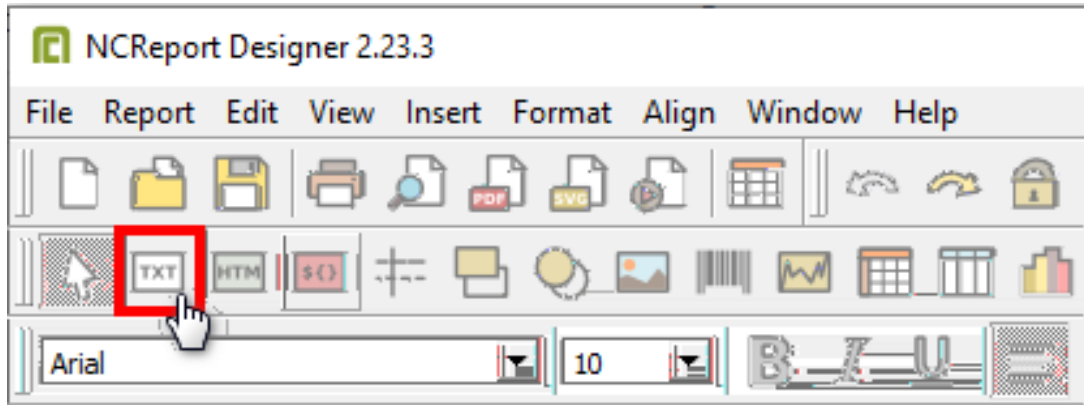 NCReport Designer 2.23.3
File Report Edit View Insert Format Align Window Help
PDF SVG
TXT HTM ${}
Arial 10 B I U